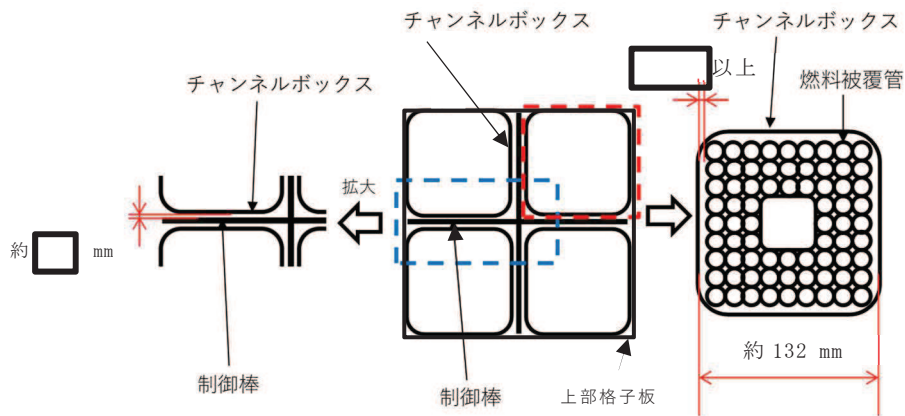 チャンネルボックス
以上
チャンネルボックス
チャンネルボックス
燃料被覆管
拡大
約 mm
約 132 mm
制御棒
制御棒
上部格子板